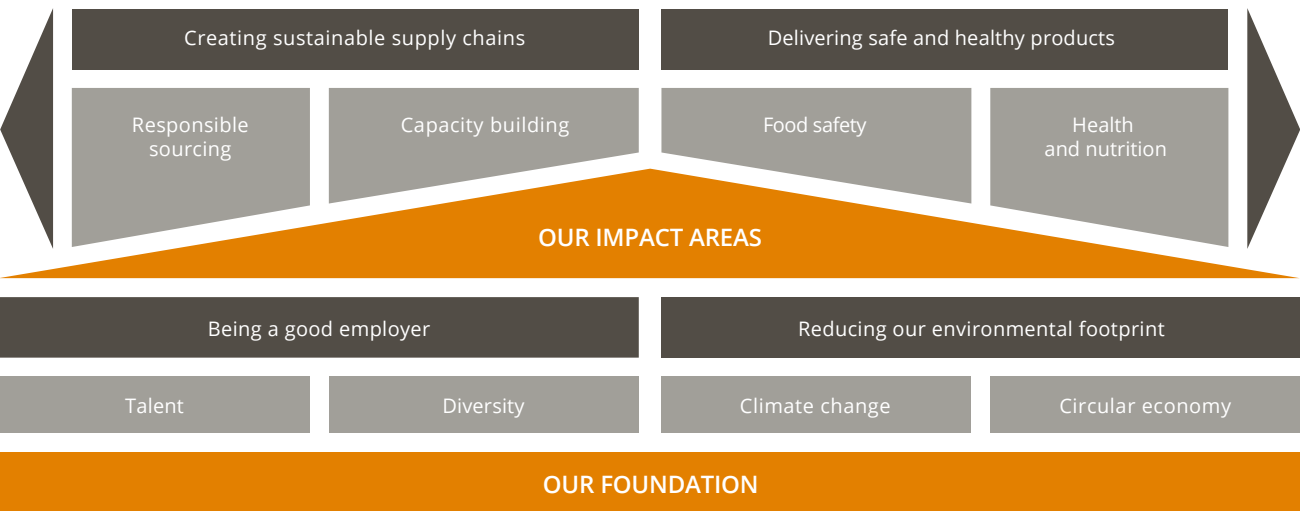 Creating sustainable supply chains
Delivering safe and healthy products
Responsible
sourcing
Capacity building
Food safety
Health
and nutrition
OUR IMPACT AREAS
Being a good employer
Reducing our environmental footprint
Talent
Diversity
Climate change
Circular economy
OUR FOUNDATION